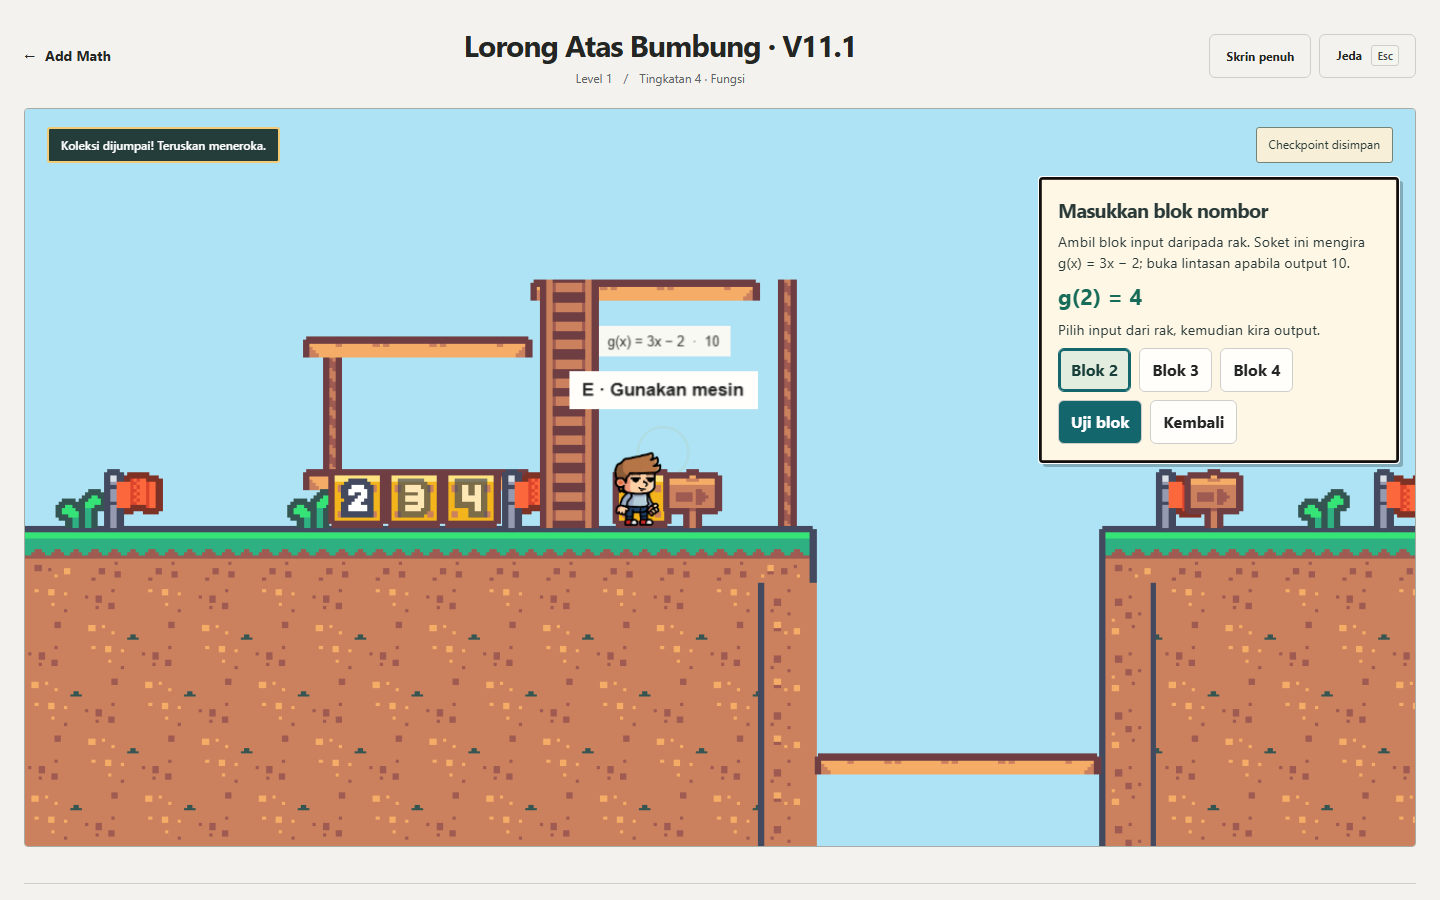 ← Add Math
Lorong Atas Bumbung · V11.1
Level 1 / Tingkatan 4 · Fungsi
Skrin penuh
Jeda Esc
Koleksi dijumpai! Teruskan meneroka.
Checkpoint disimpan
Masukkan blok nombor
Ambil blok input daripada rak. Soket ini mengira
g(x) = 3x − 2; buka lintasan apabila output 10.
g(2) = 4
Pilih input dari rak, kemudian kira output.
Blok 2 Blok 3 Blok 4
Uji blok Kembali
g(x) = 3x − 2 · 10
E · Gunakan mesin
2 3 4